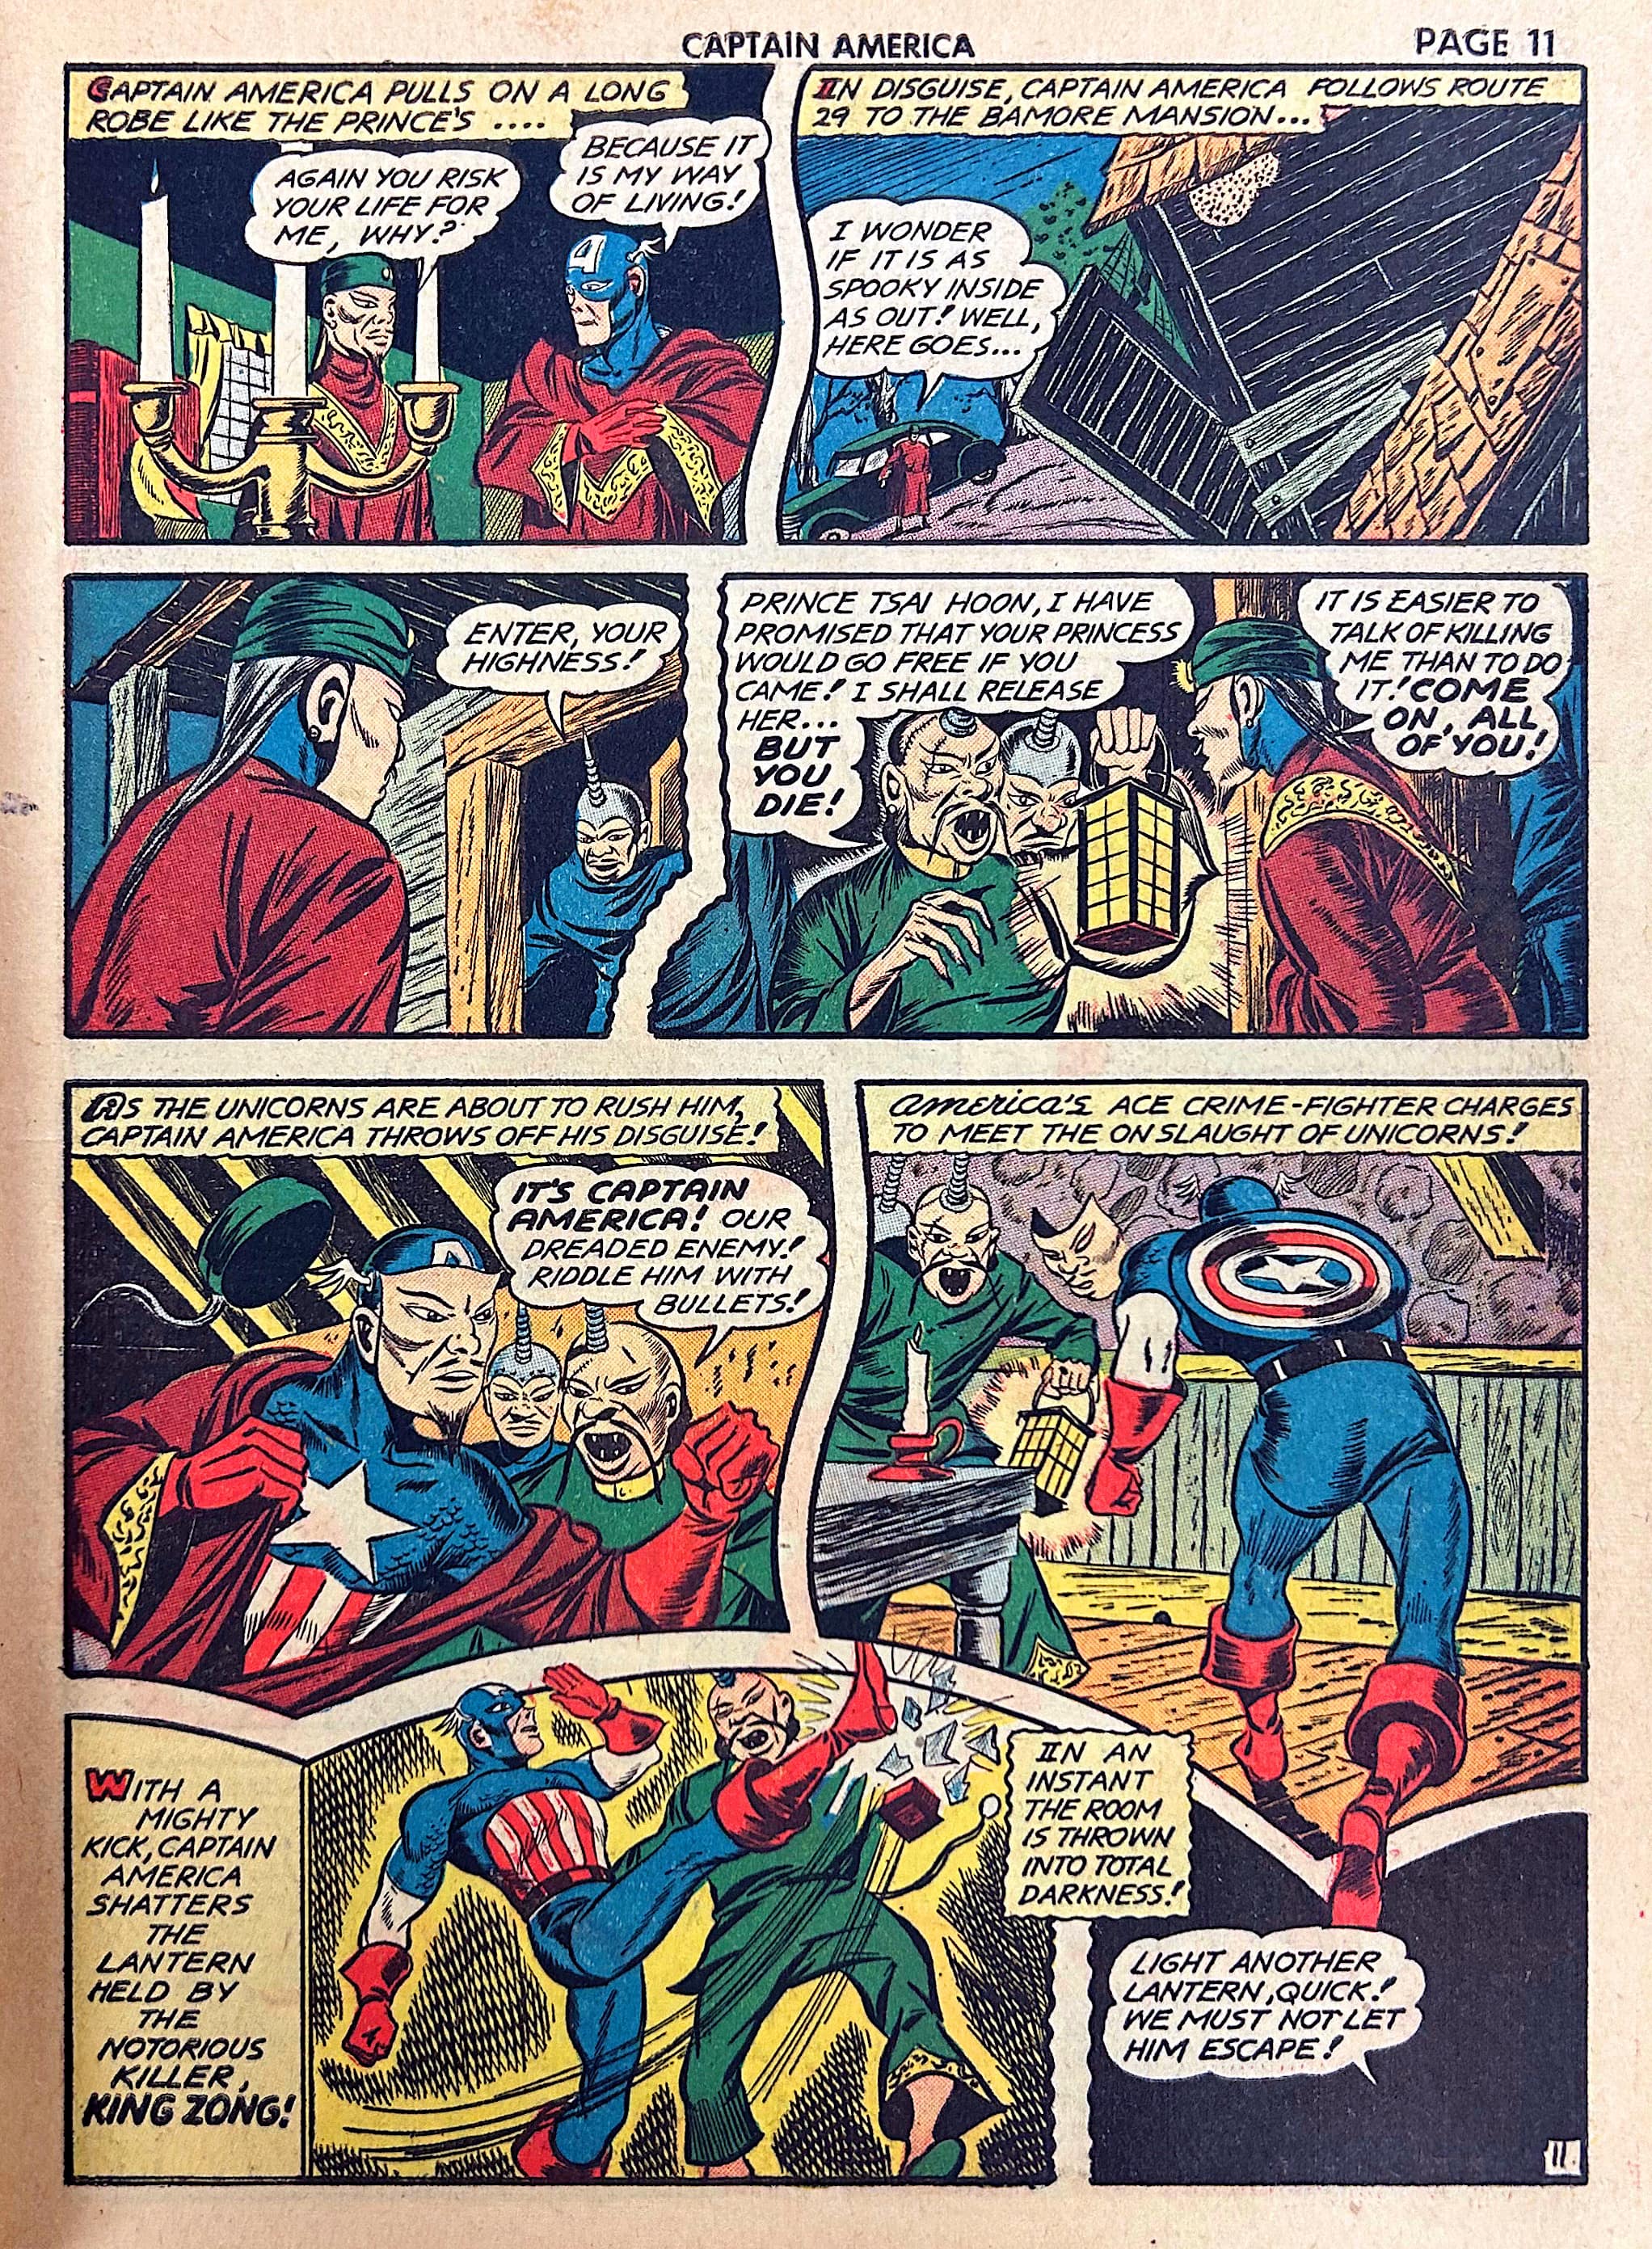 CAPTAIN AMERICA
PAGE 11
CAPTAIN AMERICA PULLS ON A LONG
ROBE LIKE THE PRINCE'S ....
AGAIN YOU RISK
YOUR LIFE FOR
ME, WHY?
BECAUSE IT
IS MY WAY
OF LIVING!
IN DISGUISE, CAPTAIN AMERICA FOLLOWS ROUTE
29 TO THE BAMORE MANSION...
I WONDER
IF IT IS AS
SPOOKY INSIDE
AS OUT! WELL,
HERE GOES...
ENTER, YOUR
HIGHNESS!
PRINCE TSAI HOON, I HAVE
PROMISED THAT YOUR PRINCESS
WOULD GO FREE IF YOU
CAME! I SHALL RELEASE
HER...
BUT
YOU
DIE!
IT IS EASIER TO
TALK OF KILLING
ME THAN TO DO
IT! COME
ON, ALL
OF YOU!
AS THE UNICORNS ARE ABOUT TO RUSH HIM,
CAPTAIN AMERICA THROWS OFF HIS DISGUISE!
IT'S CAPTAIN
AMERICA! OUR
DREADED ENEMY!
RIDDLE HIM WITH
BULLETS!
AMERICA'S ACE CRIME-FIGHTER CHARGES
TO MEET THE ONSLAUGHT OF UNICORNS!
WITH A
MIGHTY
KICK, CAPTAIN
AMERICA
SHATTERS
THE
LANTERN
HELD BY
THE
NOTORIOUS
KILLER,
KING ZONG!
IN AN
INSTANT
THE ROOM
IS THROWN
INTO TOTAL
DARKNESS!
LIGHT ANOTHER
LANTERN, QUICK!
WE MUST NOT LET
HIM ESCAPE!
11.